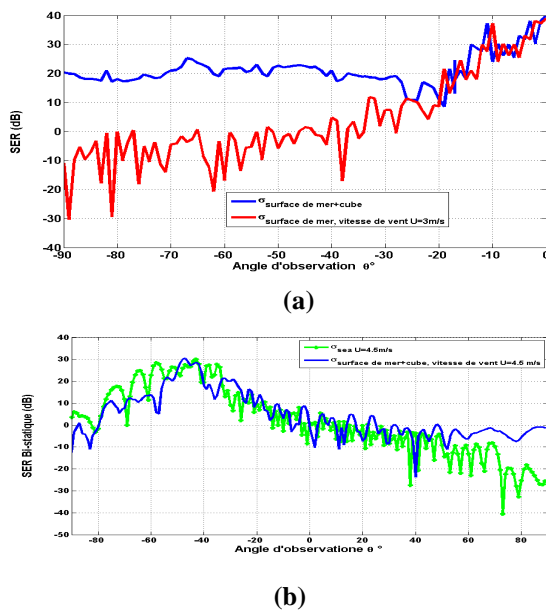 40
30
20
10
0
10
20
30
40
SER (dB)
-90 -80 -70 -60 -50 -40 -30 -20 -10 0
Angle d'observation θ°
σsurface de mer+cube
σsurface de mer, vitesse de vent U=3m/s
(a)
40
30
20
10
0
-10
-20
-30
-40
-50
SER Bi-statique (dB)
-80 -60 -40 -20 0 20 40 60 80
Angle d'observatione θ °
σsea U=4.5m/s
σsurface de mer+cube, vitesse de vent U=4.5 m/s
(b)